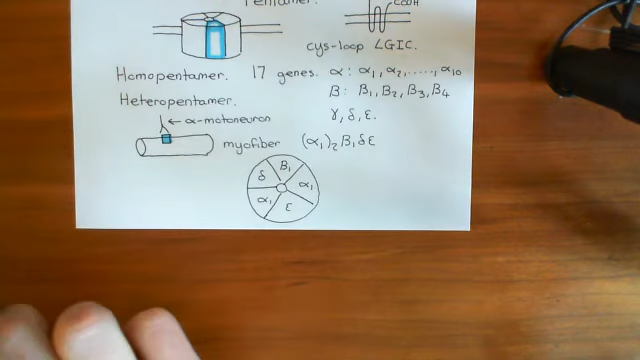 Pentamer.
COOH
cys-loop LGIC.
Homopentamer. 17 genes. α: α1, α2, ....., α10
Heteropentamer. β: β1, β2, β3, β4
γ, δ, ε.
← α-motoneuron
myofiber (α1)2 β1 δ ε
β1
δ α1
α1 ε